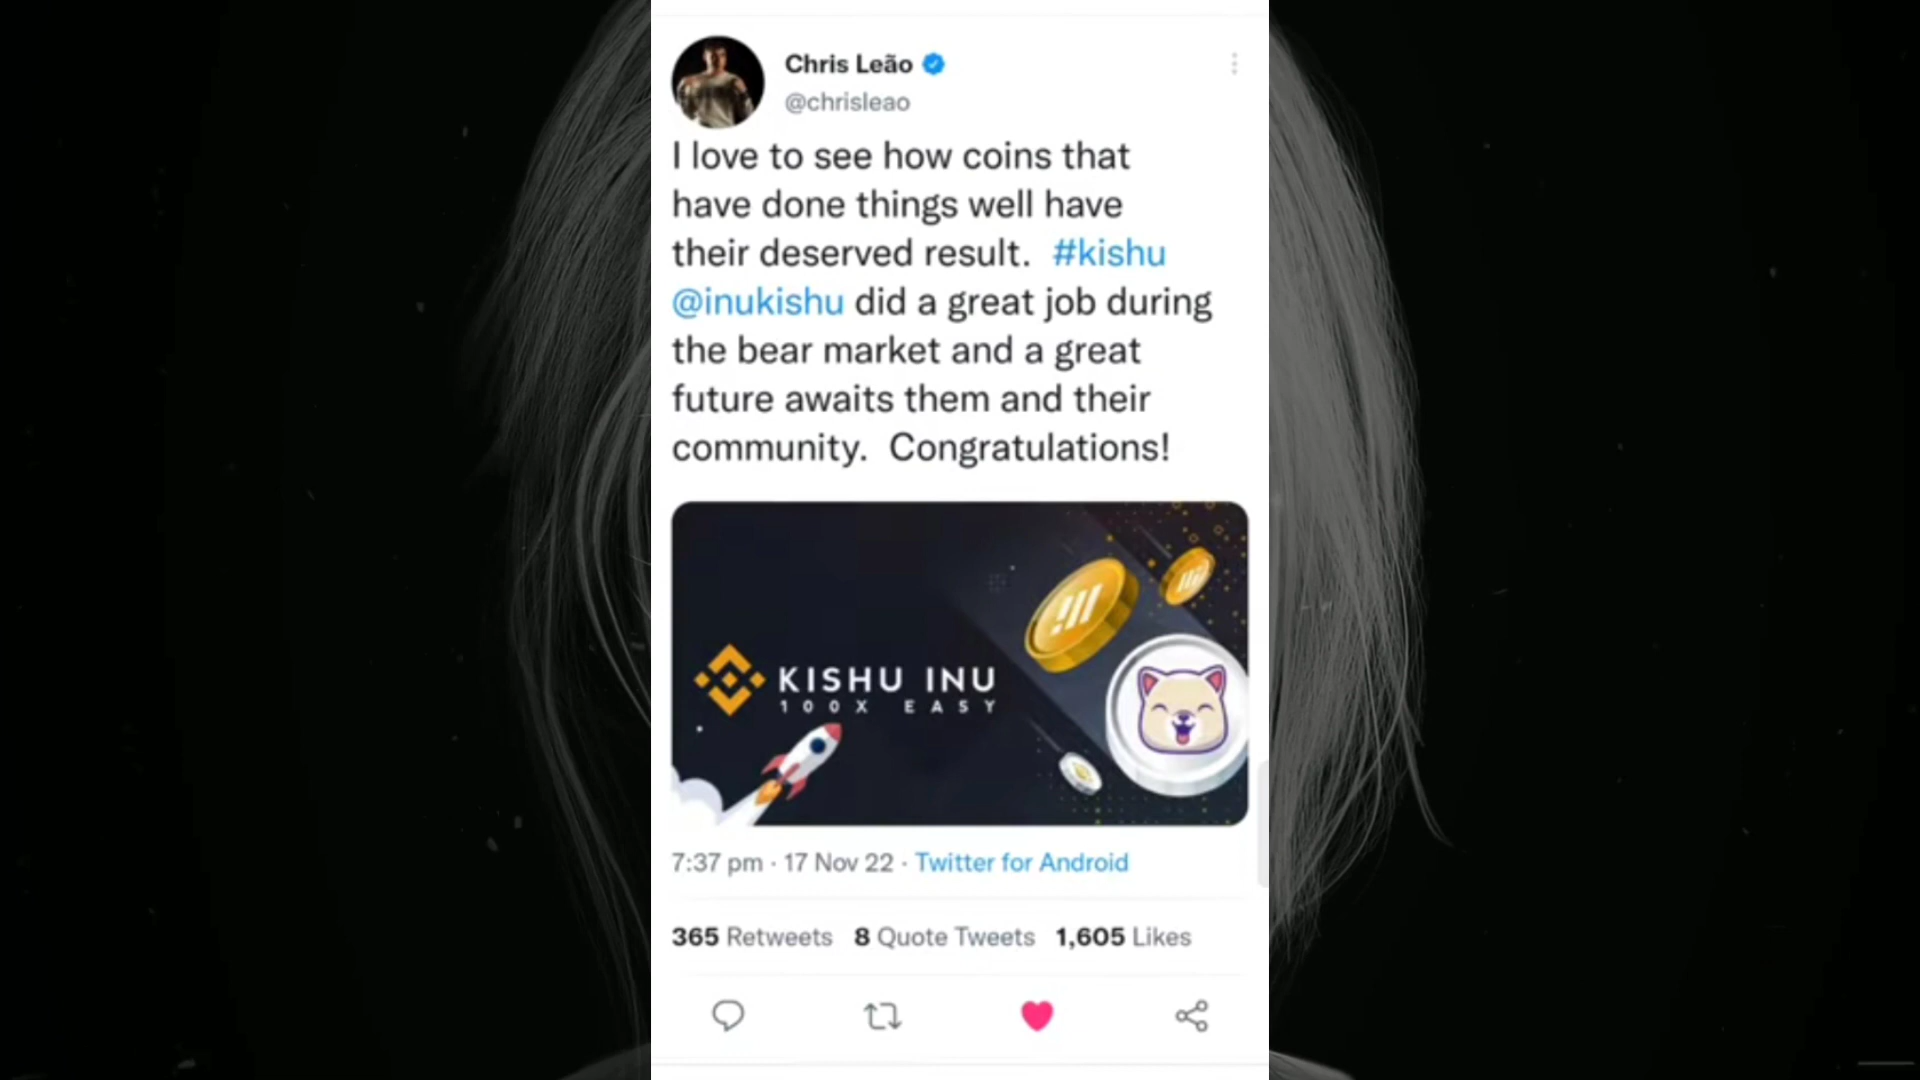 Chris Leão
@chrisleao
I love to see how coins that
have done things well have
their deserved result. #kishu
@inukishu did a great job during
the bear market and a great
future awaits them and their
community. Congratulations!
KISHU INU
100X EASY
7:37 pm · 17 Nov 22 · Twitter for Android
365 Retweets 8 Quote Tweets 1,605 Likes